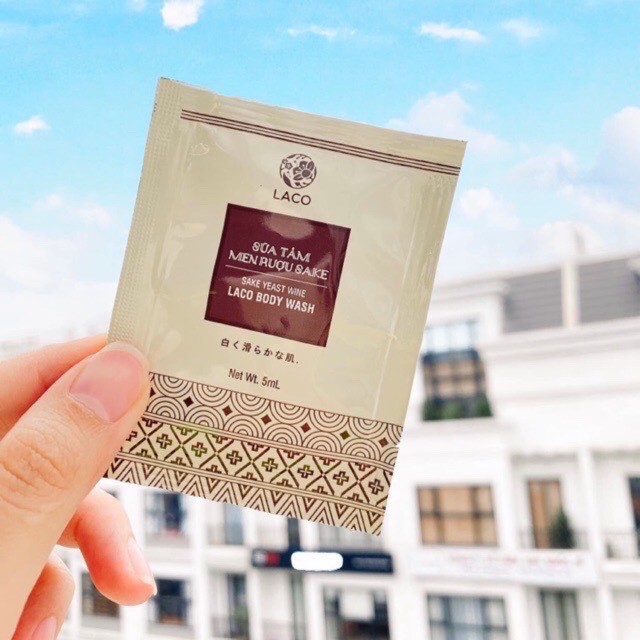 LACO
SỮA TẮM
MEN RƯỢU SAKE
SAKE YEAST WINE
LACO BODY WASH
白く滑らかな肌.
Net Wt. 5mL